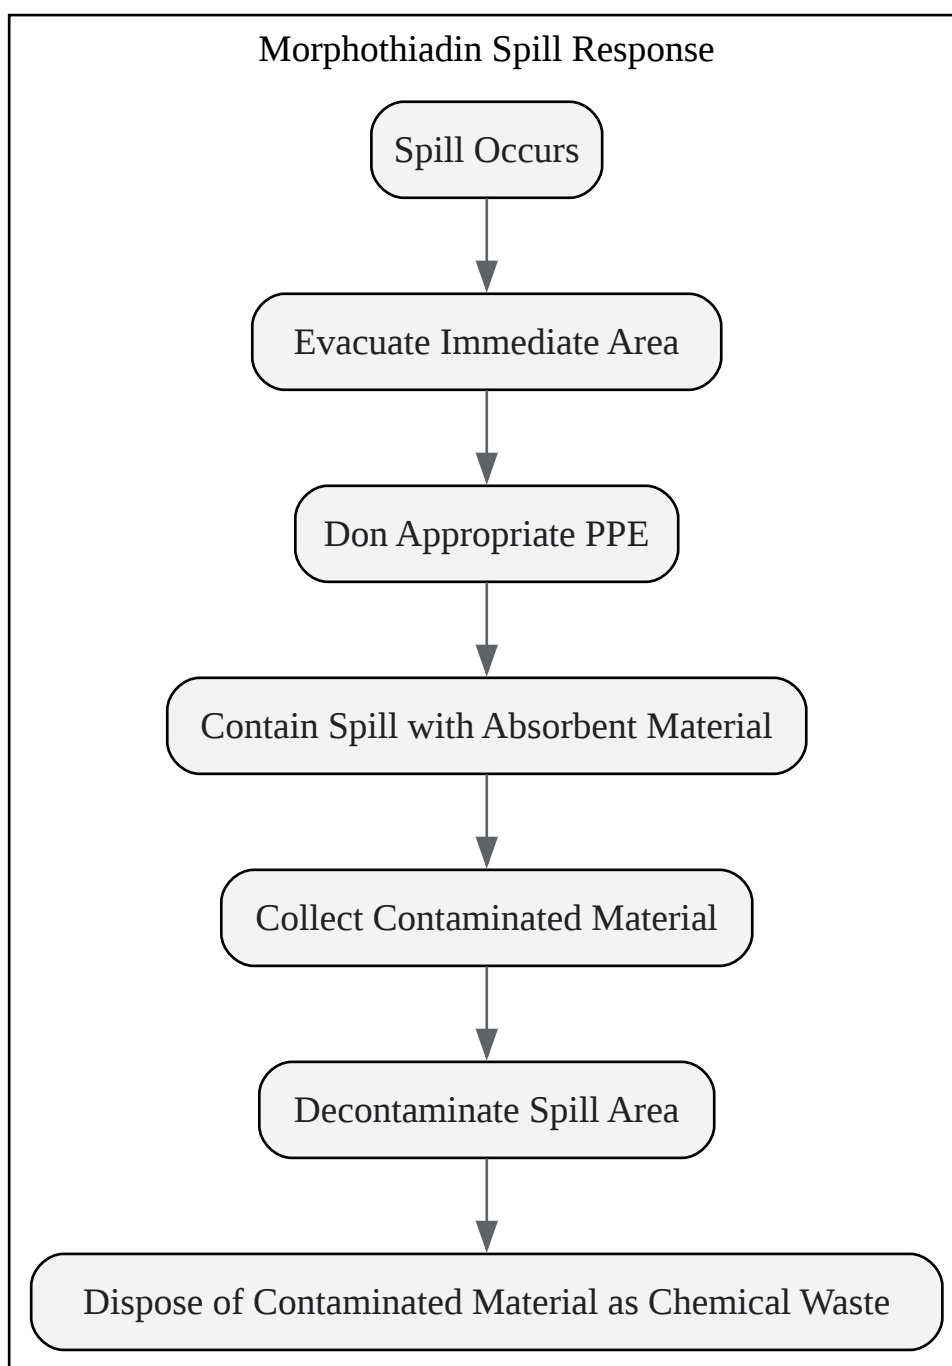 Morphothiadin Spill Response
Spill Occurs
Evacuate Immediate Area
Don Appropriate PPE
Contain Spill with Absorbent Material
Collect Contaminated Material
Decontaminate Spill Area
Dispose of Contaminated Material as Chemical Waste